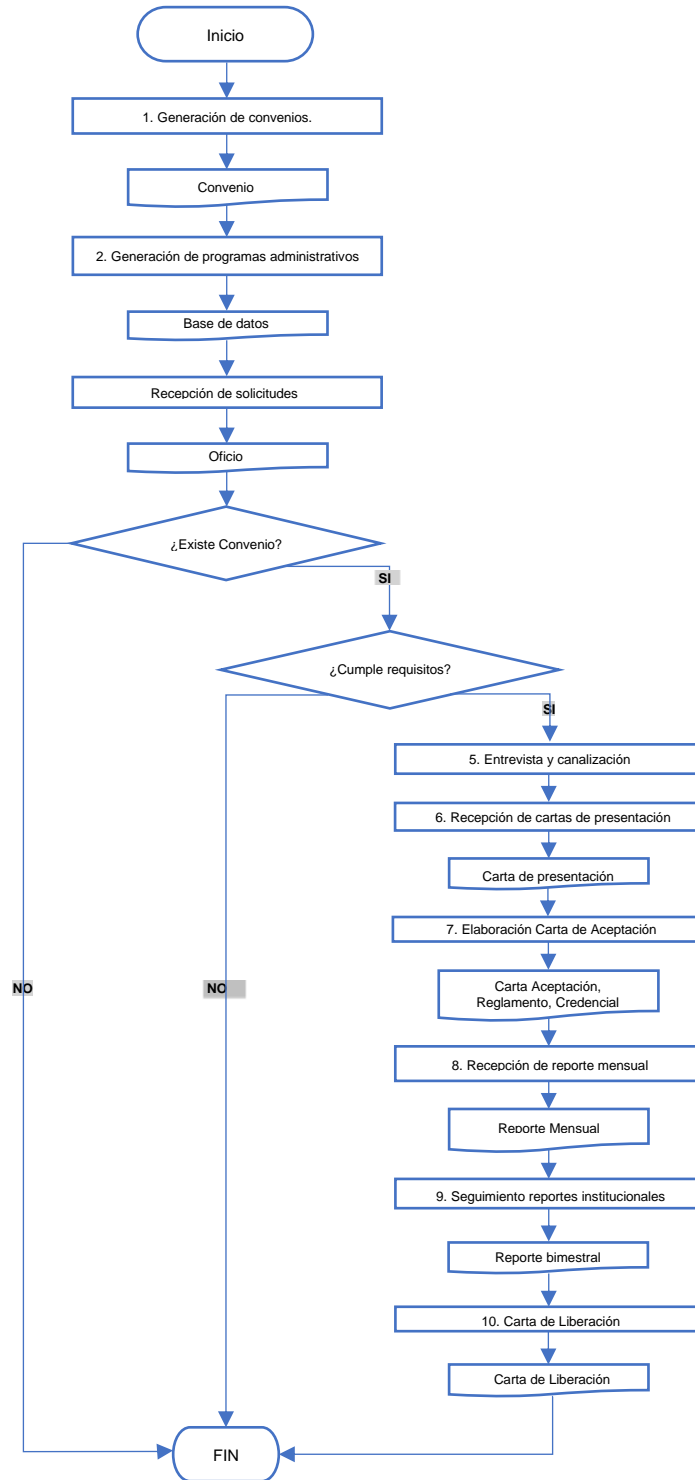 Inicio
1. Generación de convenios.
Convenio
2. Generación de programas administrativos
Base de datos
Recepción de solicitudes
Oficio
¿Existe Convenio?
SI
¿Cumple requisitos?
SI
5. Entrevista y canalización
6. Recepción de cartas de presentación
Carta de presentación
7. Elaboración Carta de Aceptación
Carta Aceptación,
Reglamento, Credencial
NO
NO
8. Recepción de reporte mensual
Reporte Mensual
9. Seguimiento reportes institucionales
Reporte bimestral
10. Carta de Liberación
Carta de Liberación
FIN